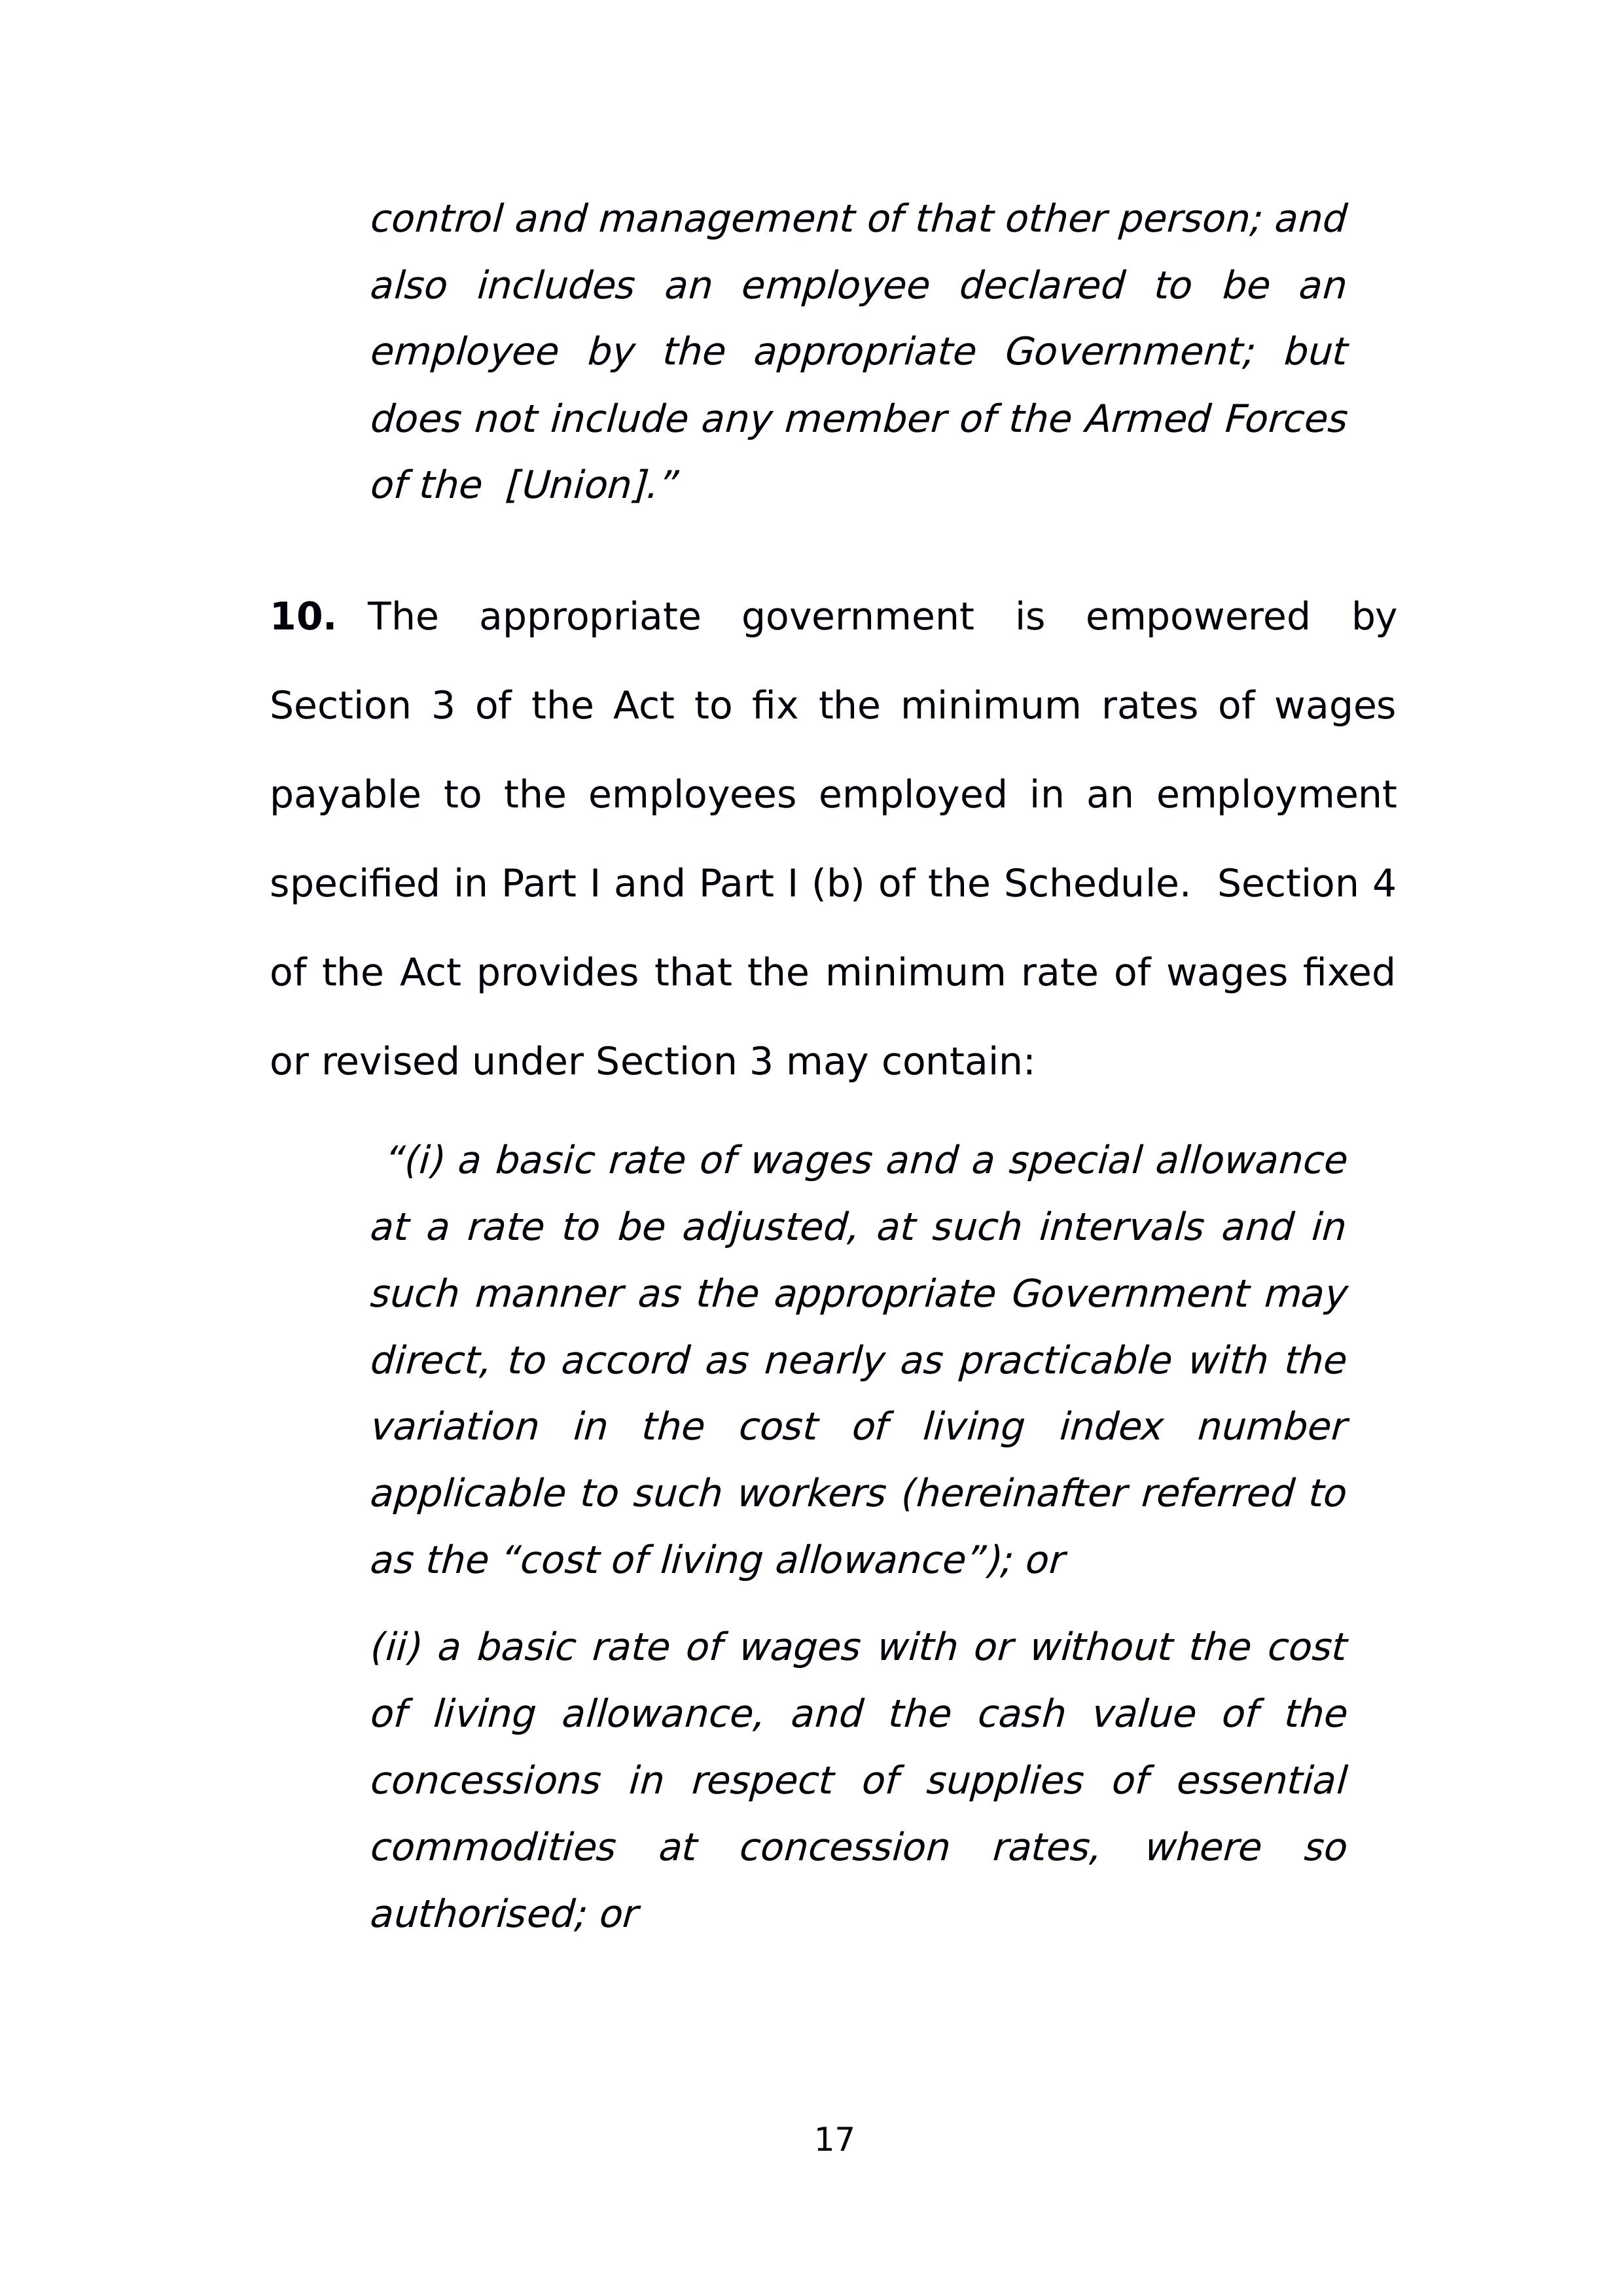 control and management of that other person; and
also includes an employee declared to be an
employee by the appropriate Government; but
does not include any member of the Armed Forces
of the  [Union].”
10. The appropriate government is empowered by
Section 3 of the Act to fix the minimum rates of wages
payable to the employees employed in an employment
specified in Part I and Part I (b) of the Schedule.  Section 4
of the Act provides that the minimum rate of wages fixed
or revised under Section 3 may contain:
“(i) a basic rate of wages and a special allowance
at a rate to be adjusted, at such intervals and in
such manner as the appropriate Government may
direct, to accord as nearly as practicable with the
variation in the cost of living index number
applicable to such workers (hereinafter referred to
as the “cost of living allowance”); or
(ii) a basic rate of wages with or without the cost
of living allowance, and the cash value of the
concessions in respect of supplies of essential
commodities at concession rates, where so
authorised; or
17